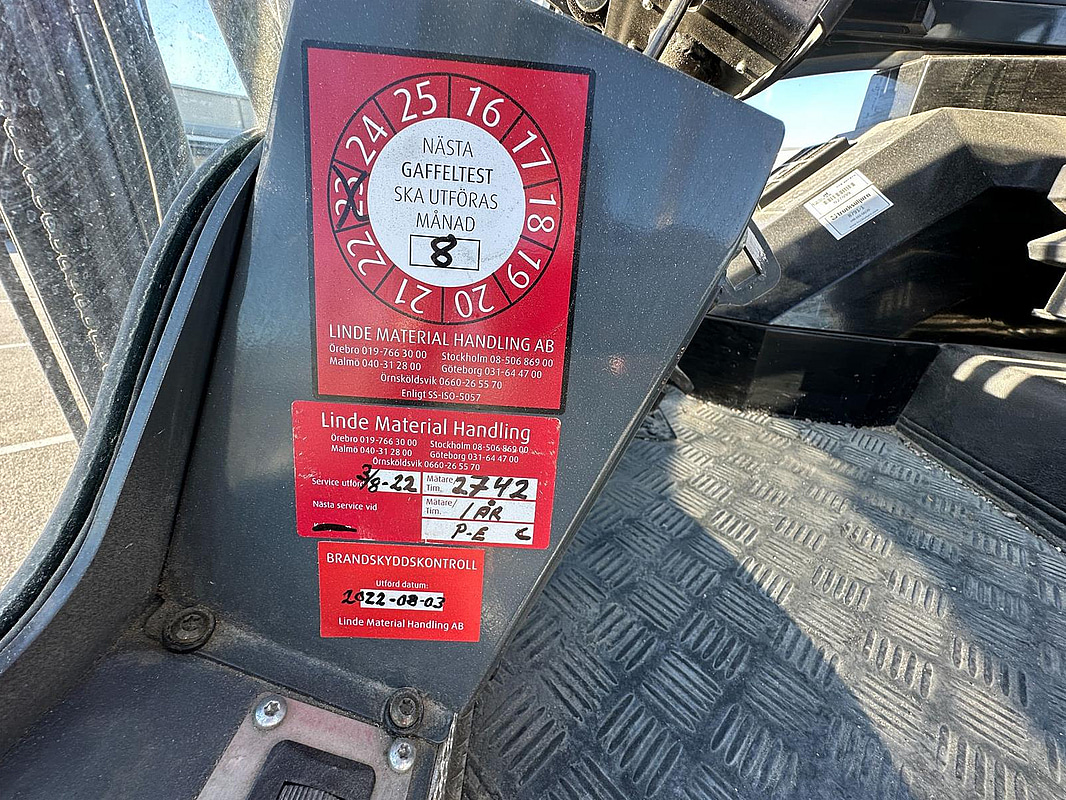 25 16 17 18 19 20 21 22 23 24
NÄSTA
GAFFELTEST
SKA UTFÖRAS
MÅNAD
8
LINDE MATERIAL HANDLING AB
Örebro 019-766 30 00 Stockholm 08-506 869 00
Malmö 040-31 28 00 Göteborg 031-64 47 00
Örnsköldsvik 0660-26 55 70
Enligt SS-ISO-5057
Linde Material Handling
Örebro 019-766 30 00 Stockholm 08-506 869 00
Malmö 040-31 28 00 Göteborg 031-64 47 00
Örnsköldsvik 0660-26 55 70
Service utförd 3/8-22 Mätare/Tim. 2742
Nästa service vid Mätare/Tim. 1 ÅR
P-E
BRANDSKYDDSKONTROLL
Utförd datum:
2022-08-03
Linde Material Handling AB